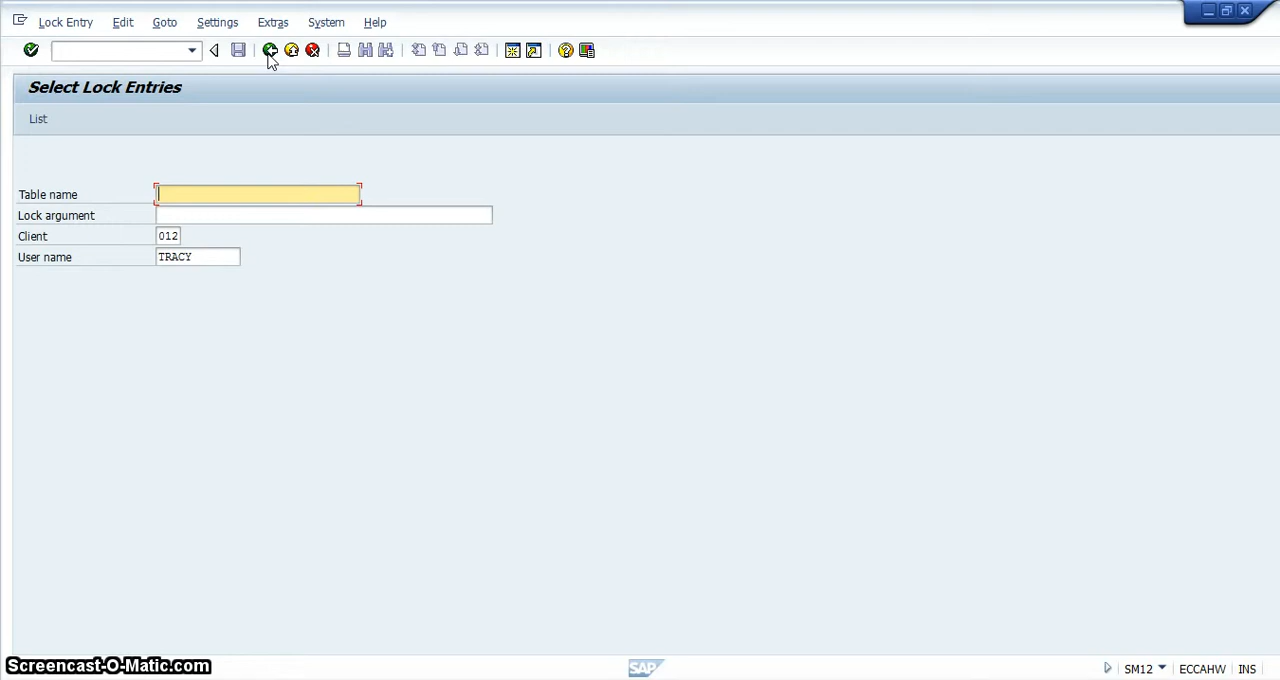 Lock Entry Edit Goto Settings Extras System Help
Select Lock Entries
List
Table name
Lock argument
Client 012
User name TRACY
Screencast-O-Matic.com
SAP
SM12 ECCAHW INS